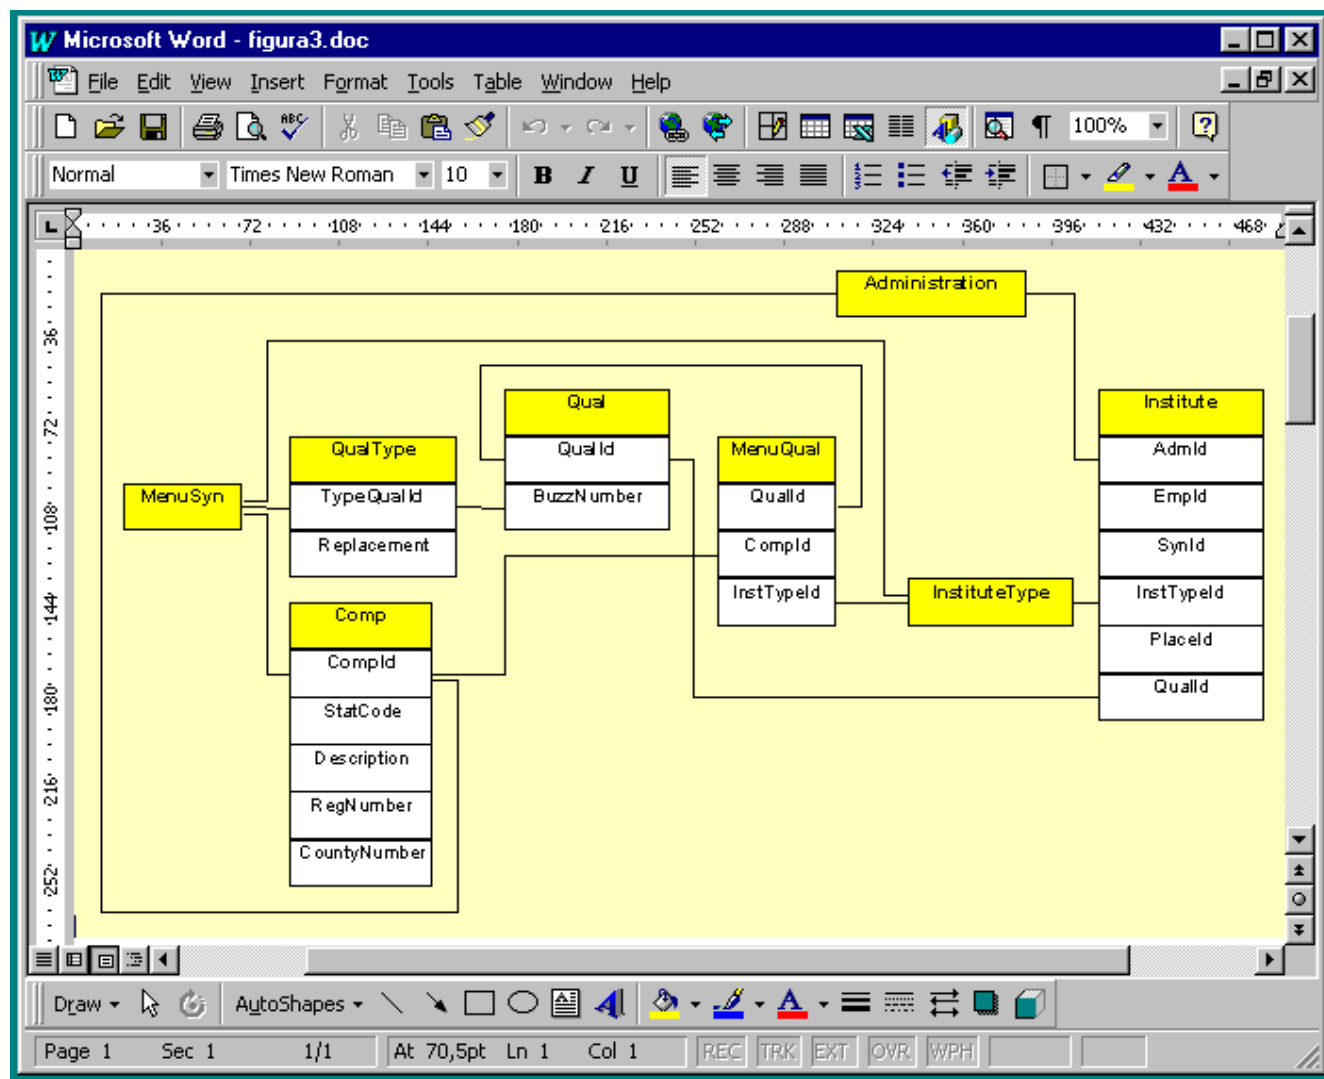 Microsoft Word - figura3.doc
File Edit View Insert Format Tools Table Window Help
ABC
100%
Normal Times New Roman 10 B I U A
36 72 108 144 180 216 252 288 324 360 396 432 468
36
72
108
144
180
216
252
Administration
Qual
QualId
BuzzNumber
Institute
AdmId
EmpId
SynId
InstTypeId
PlaceId
QualId
QualType
TypeQualId
Replacement
MenuQual
QualId
CompId
InstTypeId
MenuSyn
InstituteType
Comp
CompId
StatCode
Description
RegNumber
CountyNumber
Draw AutoShapes A A
Page 1 Sec 1 1/1 At 70,5pt Ln 1 Col 1 REC TRK EXT OVR WPH